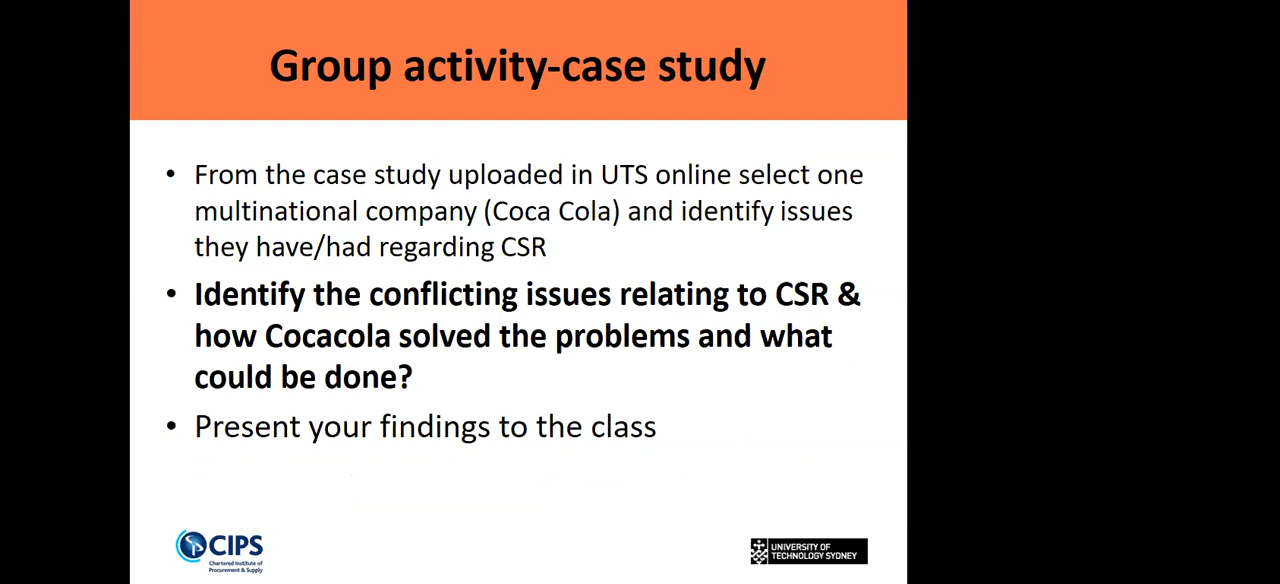 Group activity-case study
• From the case study uploaded in UTS online select one
multinational company (Coca Cola) and identify issues
they have/had regarding CSR
• Identify the conflicting issues relating to CSR &
how Cocacola solved the problems and what
could be done?
• Present your findings to the class
CIPS
Chartered Institute of
Procurement & Supply
UNIVERSITY OF
TECHNOLOGY SYDNEY